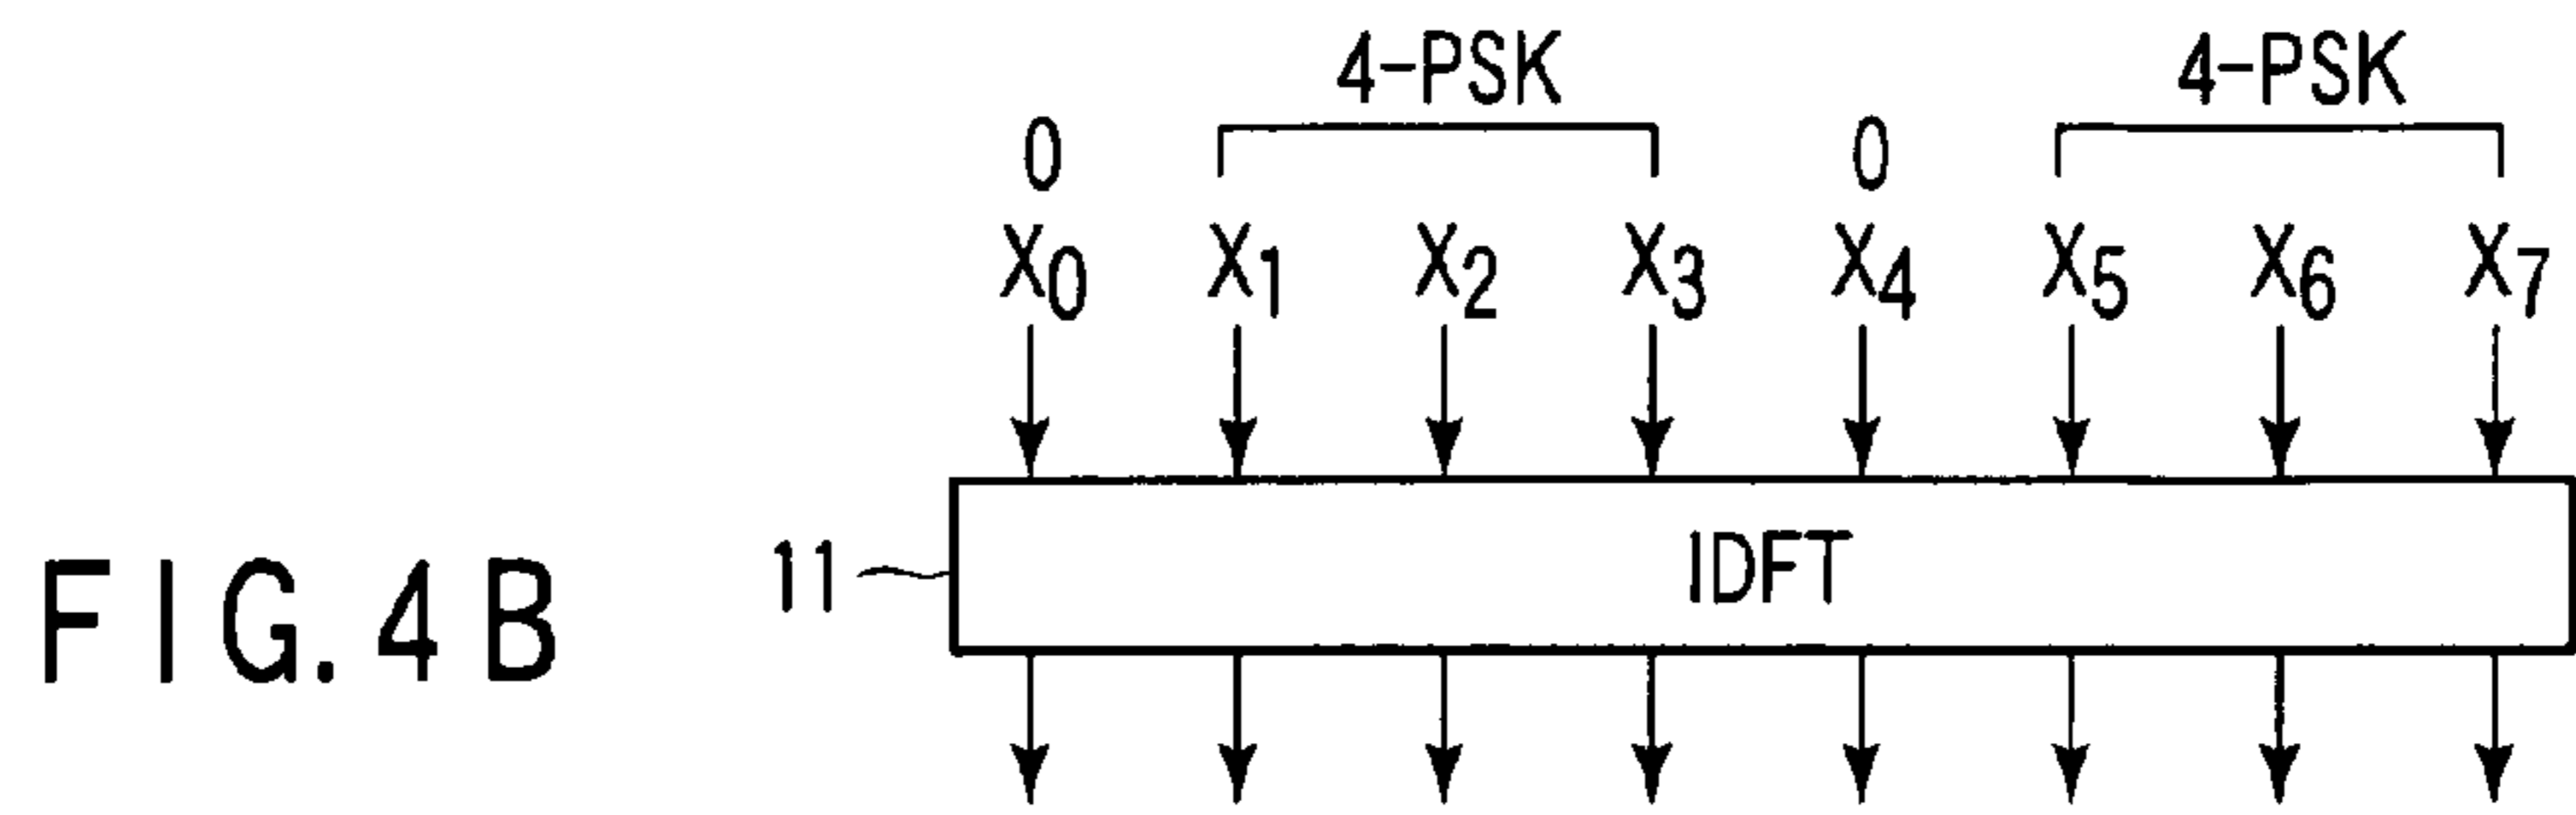 4-PSK 4-PSK
0 0
X0 X1 X2 X3 X4 X5 X6 X7
11 IDFT
FIG. 4B